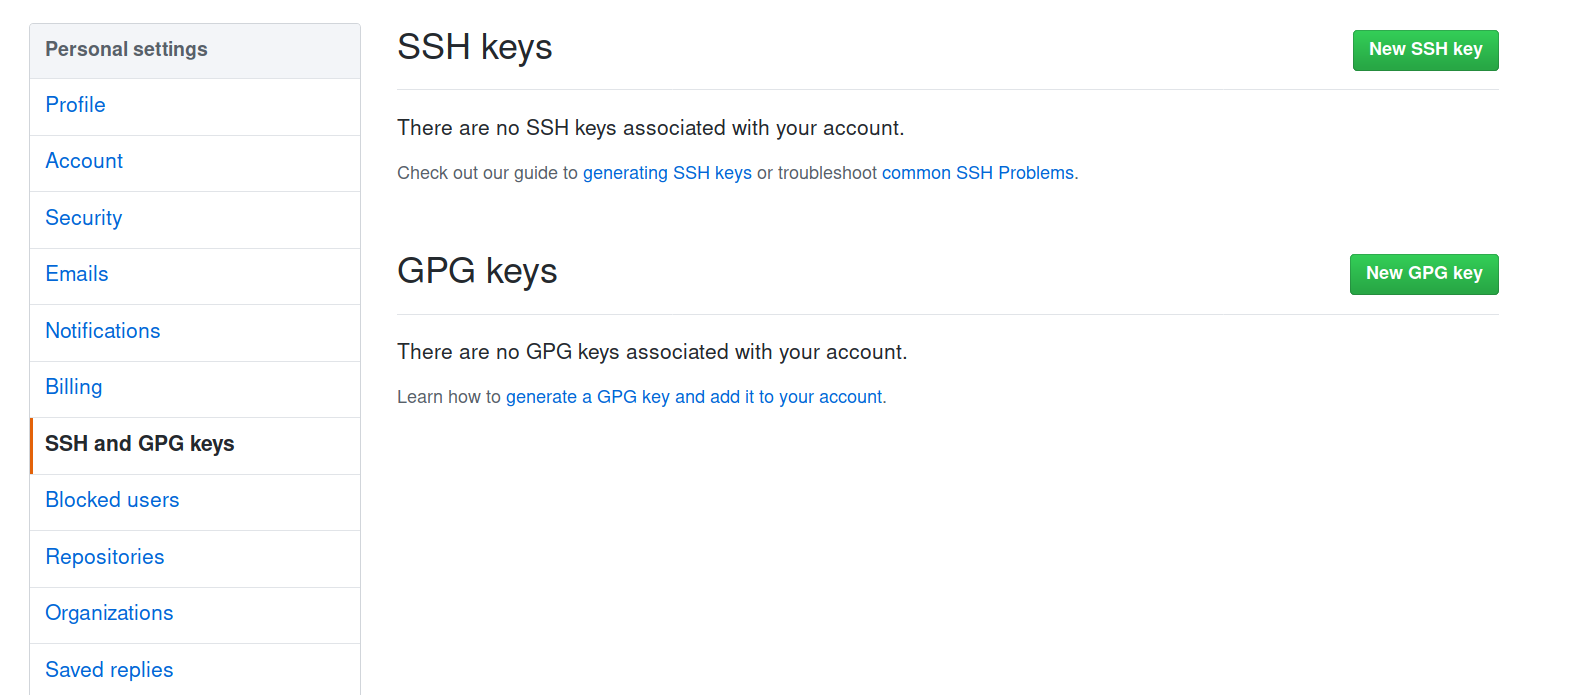 Personal settings
Profile
Account
Security
Emails
Notifications
Billing
SSH and GPG keys
Blocked users
Repositories
Organizations
Saved replies
SSH keys
New SSH key
There are no SSH keys associated with your account.
Check out our guide to generating SSH keys or troubleshoot common SSH Problems.
GPG keys
New GPG key
There are no GPG keys associated with your account.
Learn how to generate a GPG key and add it to your account.